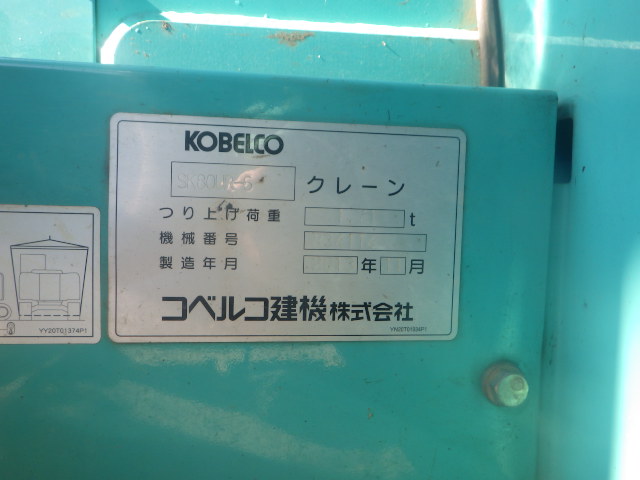 KOBELCO
クレーン
つり上げ荷重 t
機械番号
製造年月 年 月
コベルコ建機株式会社
YY20T01374P1